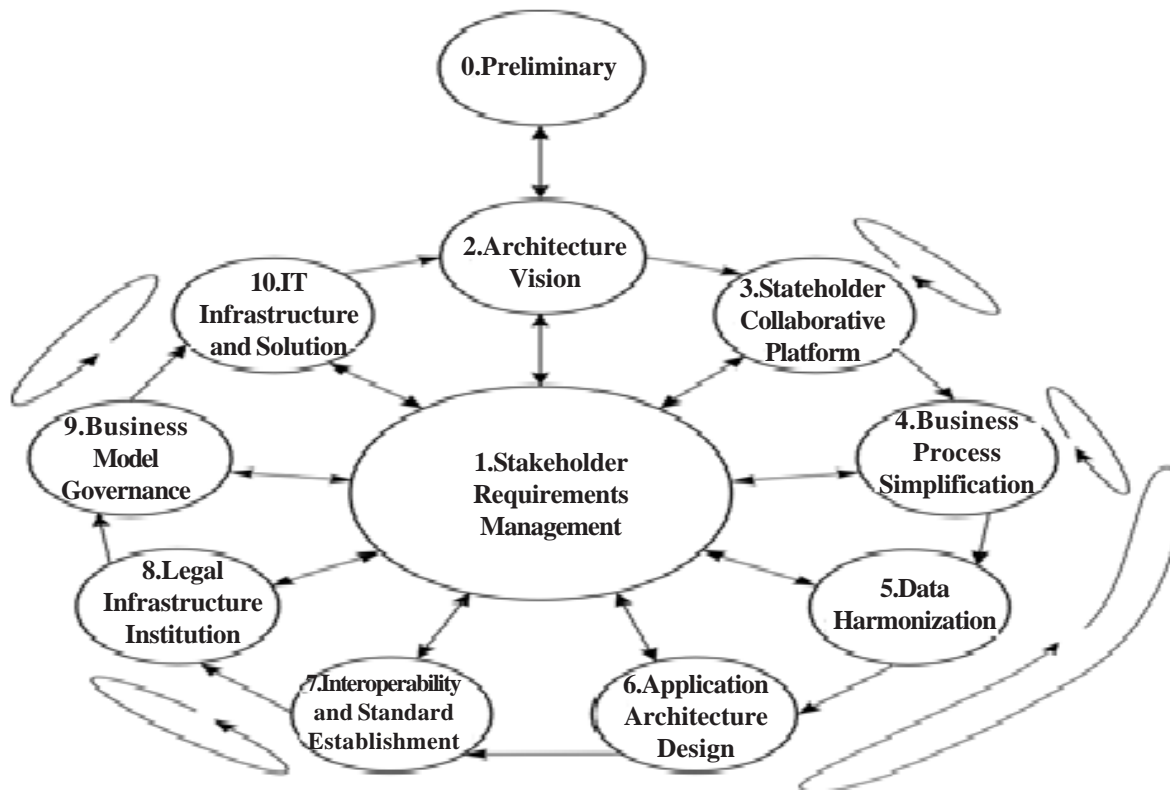 0.Preliminary
2.Architecture
Vision
3.Stateholder
Collaborative
Platform
4.Business
Process
Simplification
5.Data
Harmonization
6.Application
Architecture
Design
7.Interoperability
and Standard
Establishment
8.Legal
Infrastructure
Institution
9.Business
Model
Governance
10.IT
Infrastructure
and Solution
1.Stakeholder
Requirements
Management